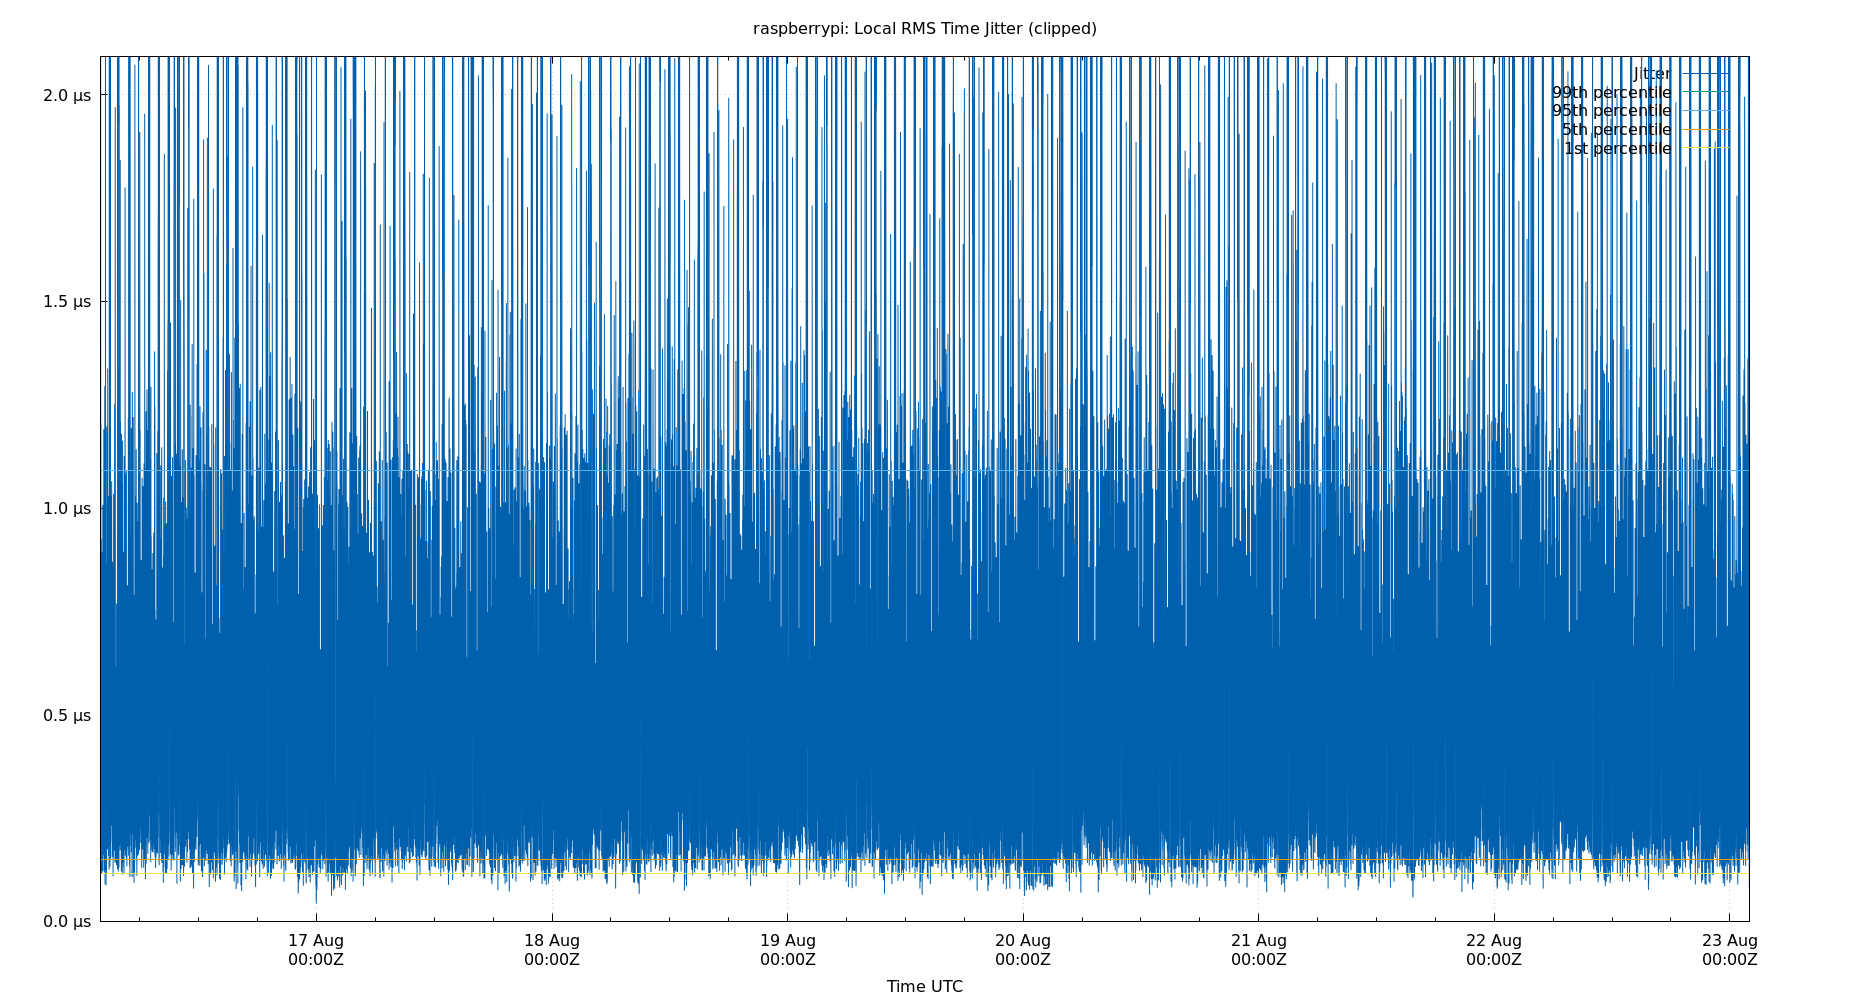 raspberrypi: Local RMS Time Jitter (clipped)
2.0 μs
1.5 μs
1.0 μs
0.5 μs
0.0 μs
Jitter
99th percentile
95th percentile
5th percentile
1st percentile
17 Aug
00:00Z
18 Aug
00:00Z
19 Aug
00:00Z
20 Aug
00:00Z
21 Aug
00:00Z
22 Aug
00:00Z
23 Aug
00:00Z
Time UTC